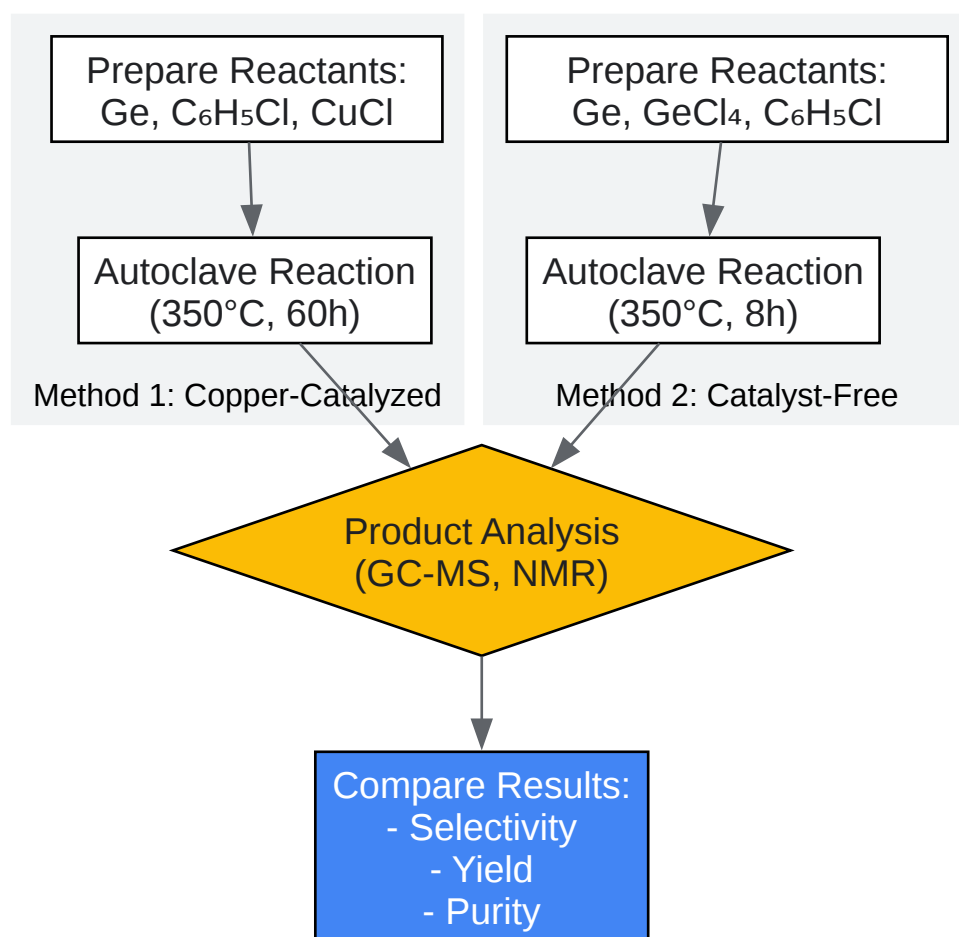 Prepare Reactants:
Ge, C₆H₅Cl, CuCl
Autoclave Reaction
(350°C, 60h)
Method 1: Copper-Catalyzed
Prepare Reactants:
Ge, GeCl₄, C₆H₅Cl
Autoclave Reaction
(350°C, 8h)
Method 2: Catalyst-Free
Product Analysis
(GC-MS, NMR)
Compare Results:
- Selectivity
- Yield
- Purity